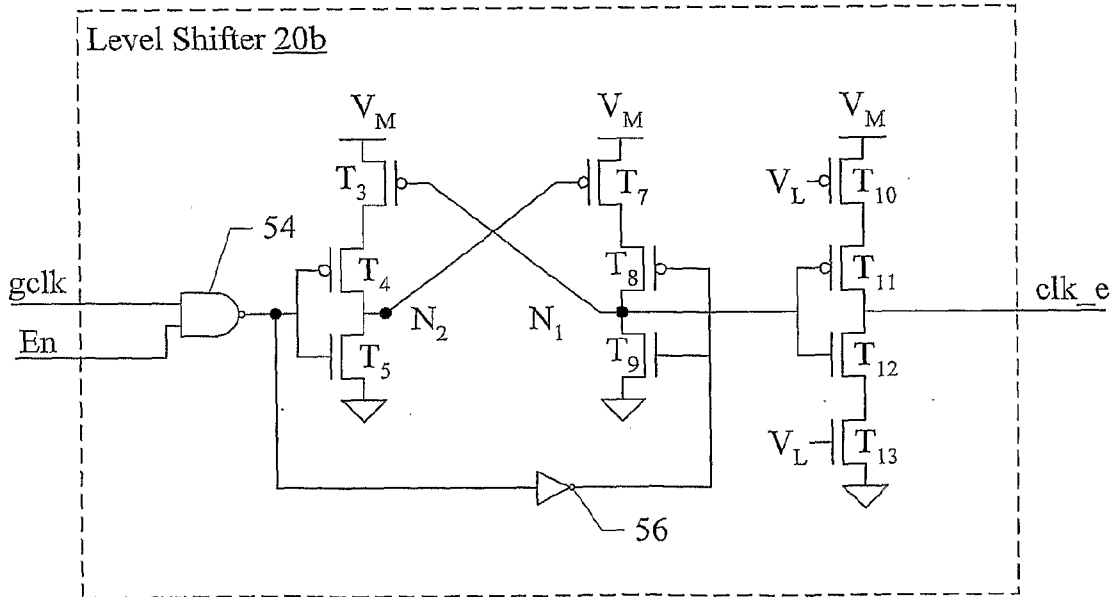 Level Shifter 20b
V_M V_M V_M
T_3 T_7 V_L T_10
54
gclk T_4 T_8 T_11 clk_e
En N_2 N_1
T_5 T_9 T_12
V_L T_13
56